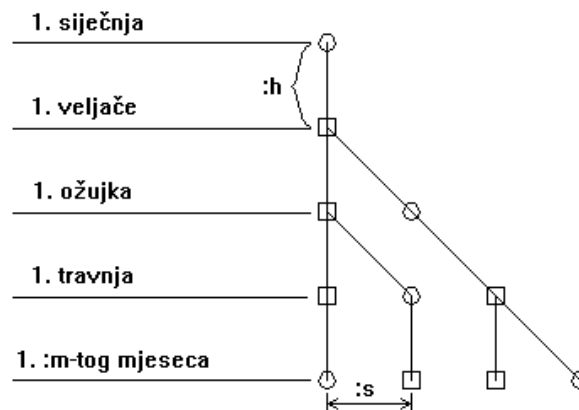 1. siječnja
:h
1. veljače
1. ožujka
1. travnja
1. :m-tog mjeseca
:s